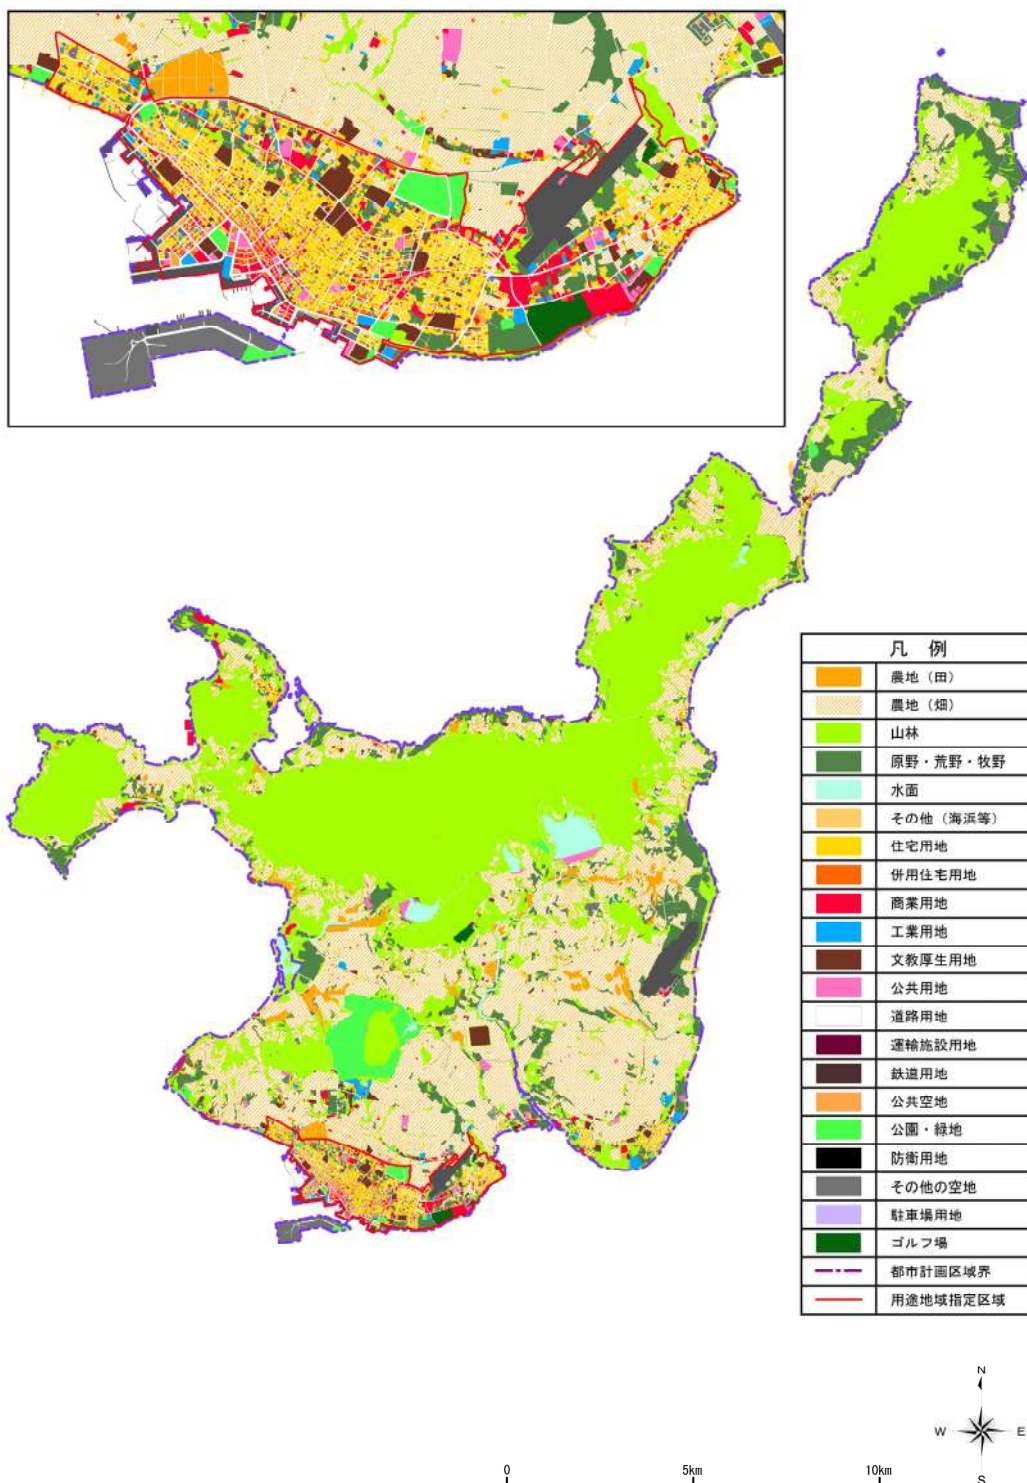 凡 例
農地（田）
農地（畑）
山林
原野・荒野・牧野
水面
その他（海浜等）
住宅用地
併用住宅用地
商業用地
工業用地
文教厚生用地
公共用地
道路用地
運輸施設用地
鉄道用地
公共空地
公園・緑地
防衛用地
その他の空地
駐車場用地
ゴルフ場
都市計画区域界
用途地域指定区域
N
W E
S
0 5km 10km